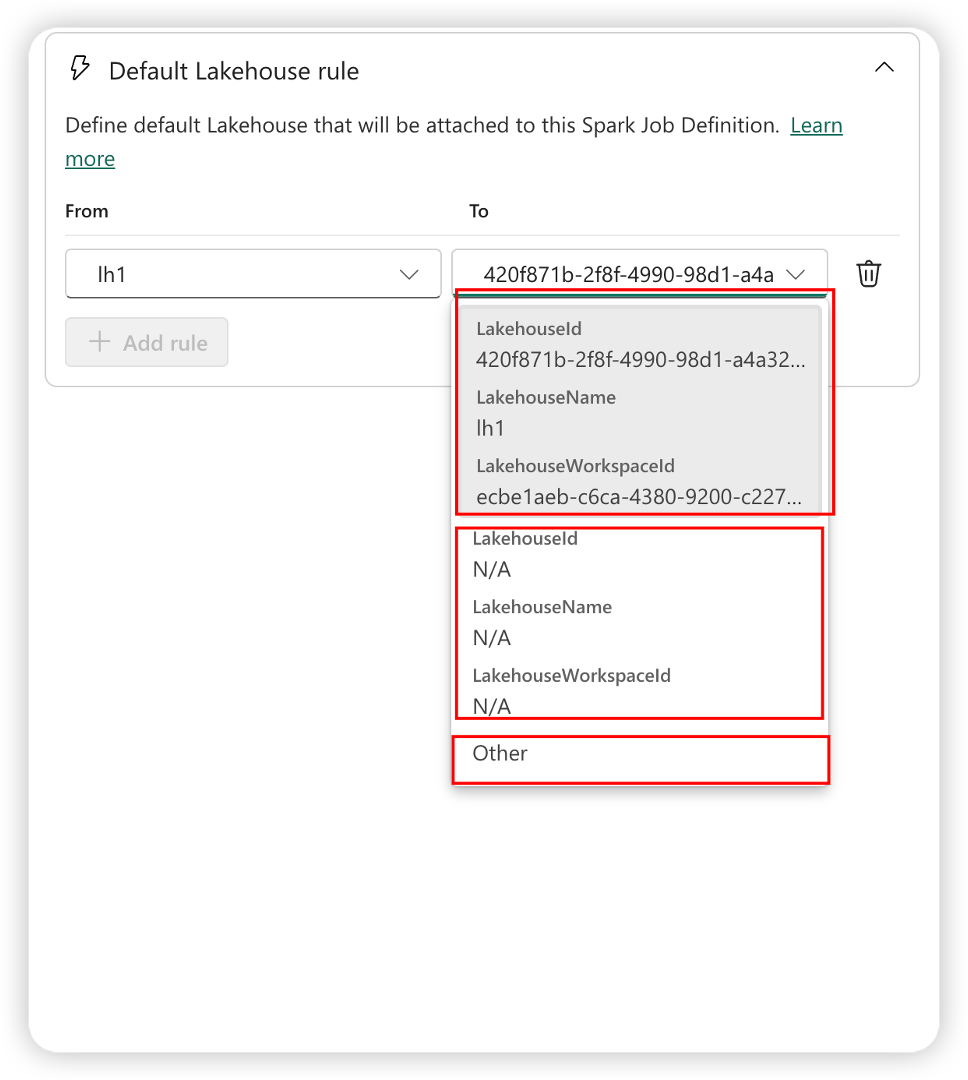 Default Lakehouse rule
Define default Lakehouse that will be attached to this Spark Job Definition. Learn
more
From To
lh1 420f871b-2f8f-4990-98d1-a4a
Add rule
LakehouseId
420f871b-2f8f-4990-98d1-a4a32...
LakehouseName
lh1
LakehouseWorkspaceId
ecbe1aeb-c6ca-4380-9200-c227...
LakehouseId
N/A
LakehouseName
N/A
LakehouseWorkspaceId
N/A
Other